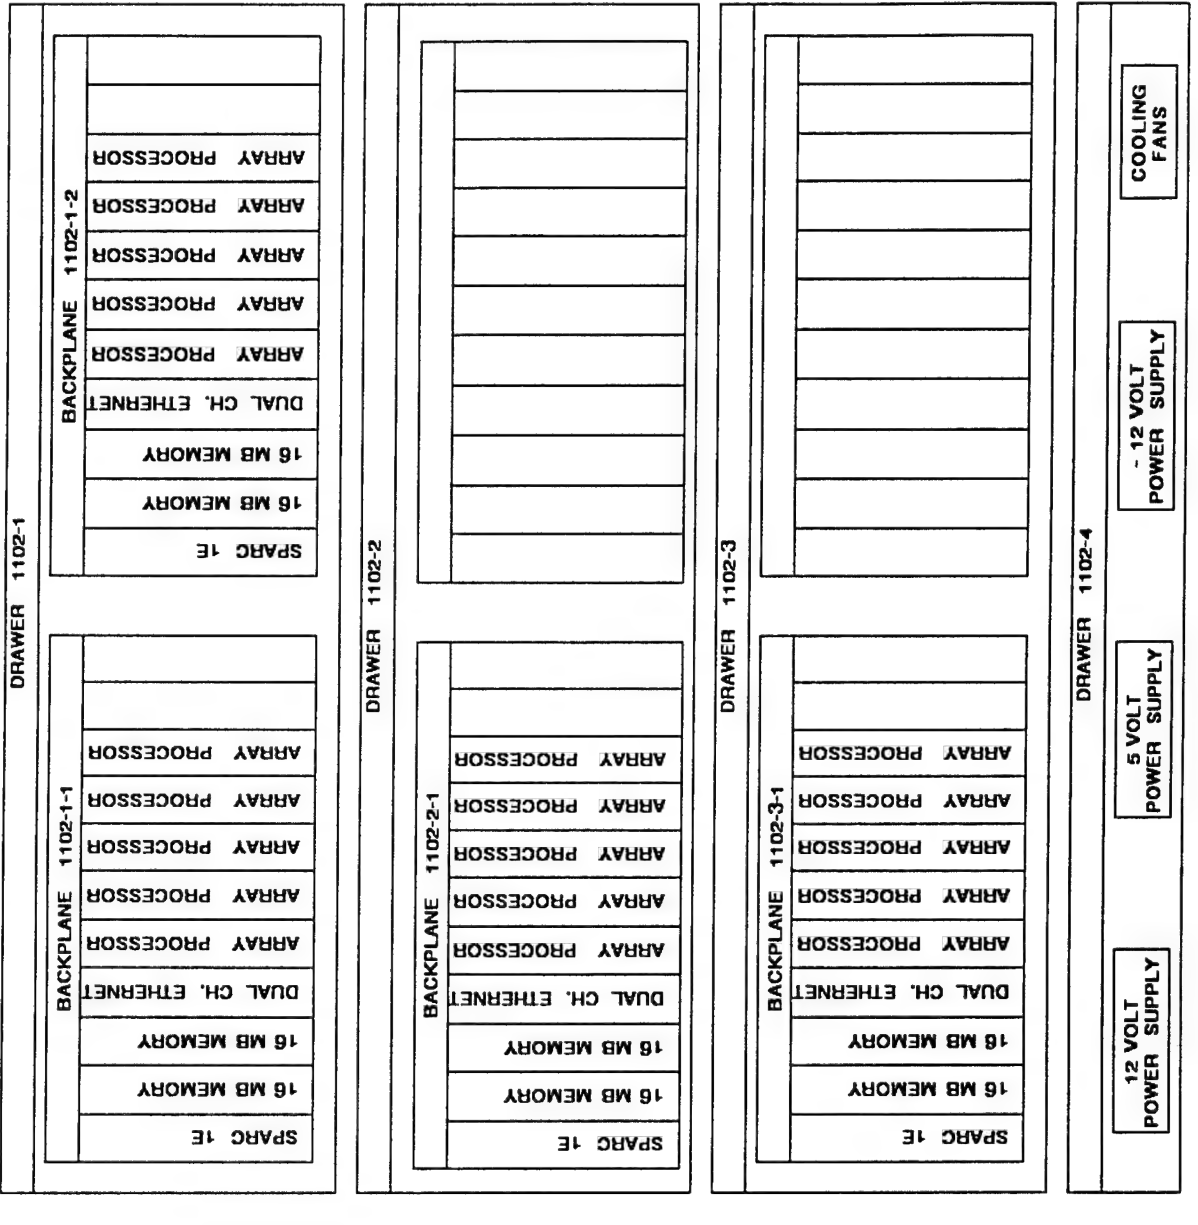 DRAWER 1102-1
BACKPLANE 1102-1-1
SPARC 1E
16 MB MEMORY
16 MB MEMORY
DUAL CH. ETHERNET
ARRAY PROCESSOR
ARRAY PROCESSOR
ARRAY PROCESSOR
ARRAY PROCESSOR
ARRAY PROCESSOR
BACKPLANE 1102-1-2
SPARC 1E
16 MB MEMORY
16 MB MEMORY
DUAL CH. ETHERNET
ARRAY PROCESSOR
ARRAY PROCESSOR
ARRAY PROCESSOR
ARRAY PROCESSOR
ARRAY PROCESSOR
DRAWER 1102-2
BACKPLANE 1102-2-1
SPARC 1E
16 MB MEMORY
16 MB MEMORY
DUAL CH. ETHERNET
ARRAY PROCESSOR
ARRAY PROCESSOR
ARRAY PROCESSOR
ARRAY PROCESSOR
ARRAY PROCESSOR
DRAWER 1102-3
BACKPLANE 1102-3-1
SPARC 1E
16 MB MEMORY
16 MB MEMORY
DUAL CH. ETHERNET
ARRAY PROCESSOR
ARRAY PROCESSOR
ARRAY PROCESSOR
ARRAY PROCESSOR
ARRAY PROCESSOR
DRAWER 1102-4
12 VOLT
POWER SUPPLY
5 VOLT
POWER SUPPLY
- 12 VOLT
POWER SUPPLY
COOLING
FANS